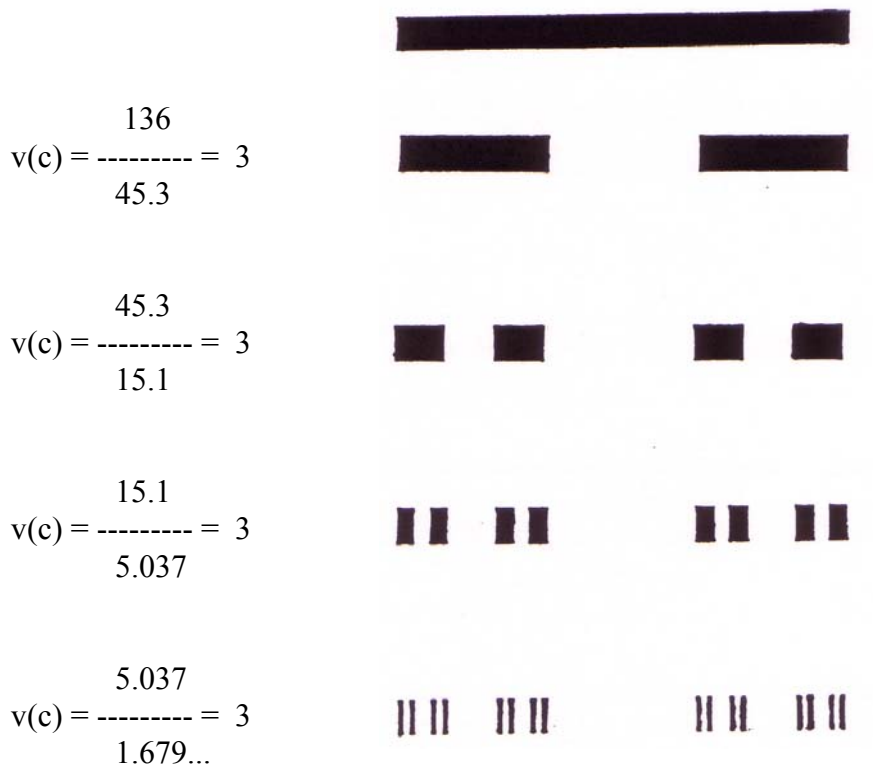 136
v(c) = --------- = 3
45.3
45.3
v(c) = --------- = 3
15.1
15.1
v(c) = --------- = 3
5.037
5.037
v(c) = --------- = 3
1.679...